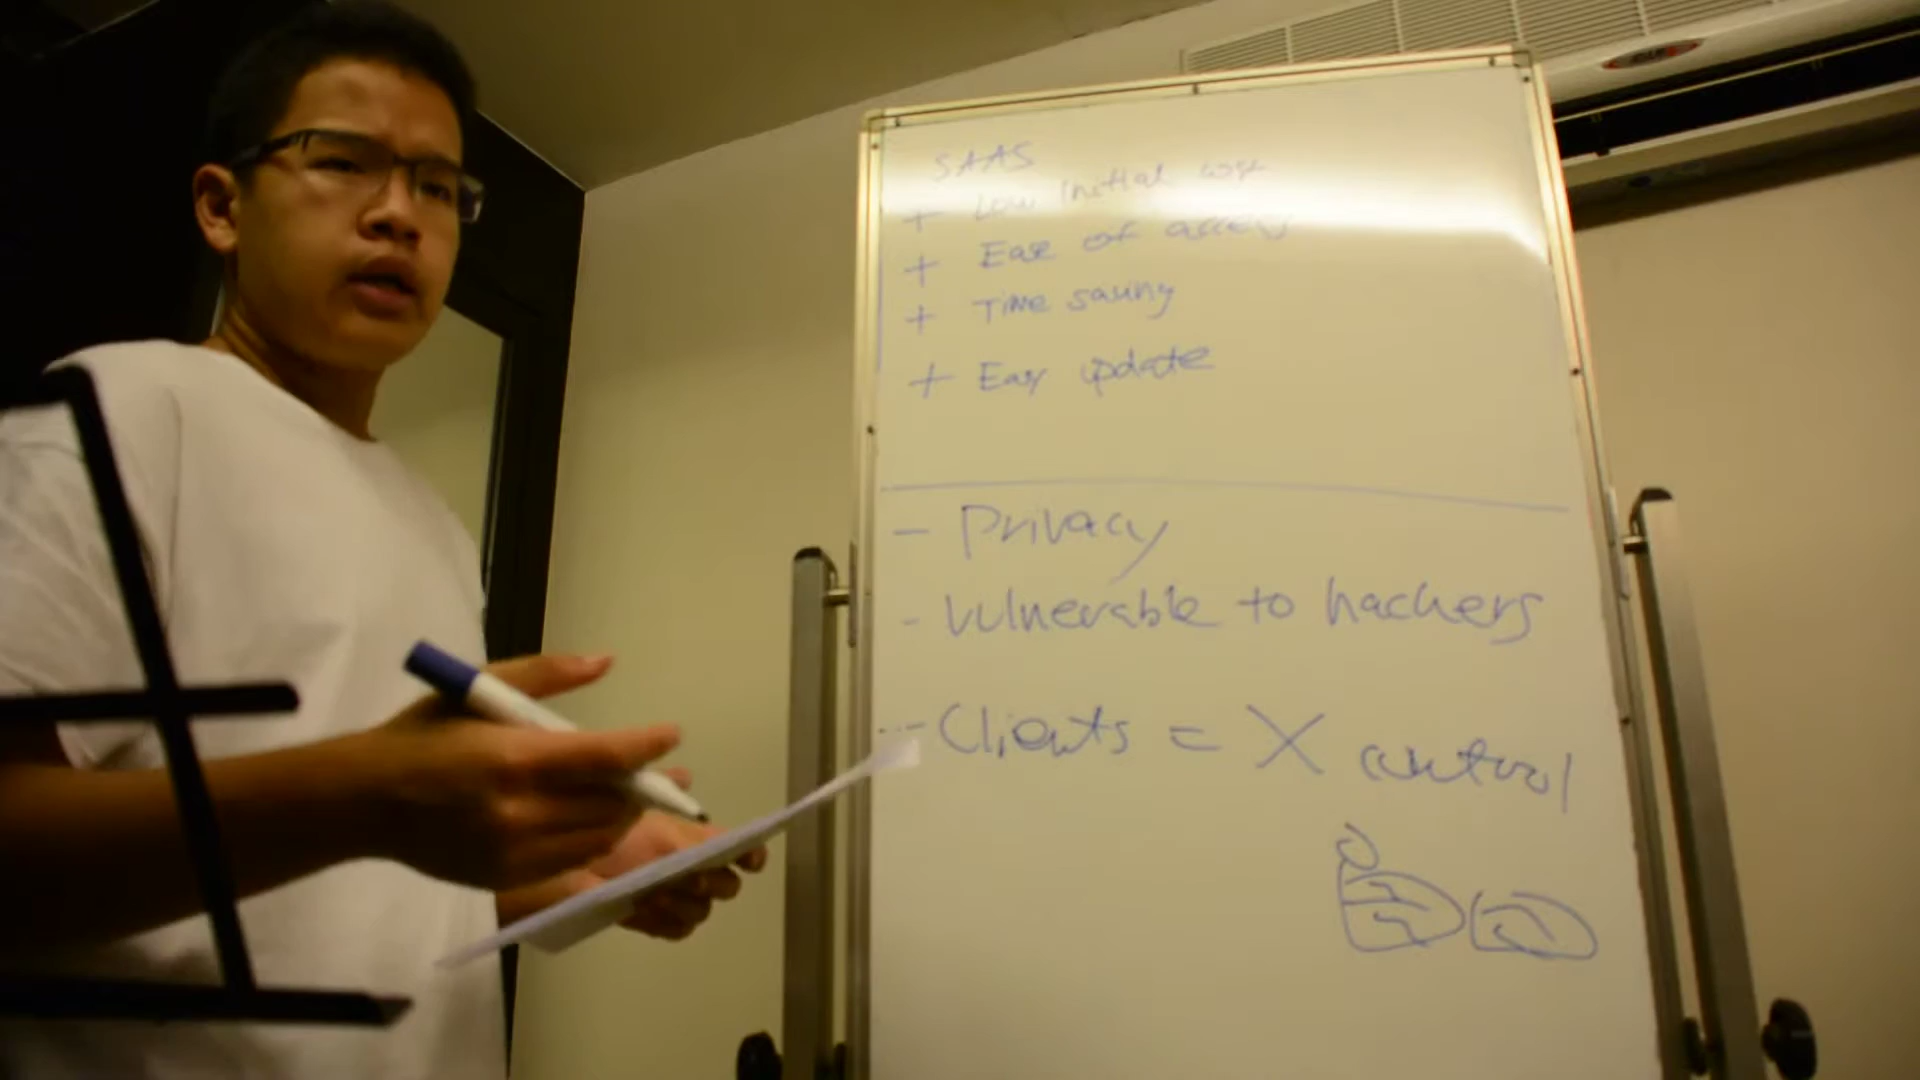 SAAS
+ Low initial cost
+ Ease of access
+ Time saving
+ Easy update
- Privacy
- Vulnerable to hackers
- Clients = X control